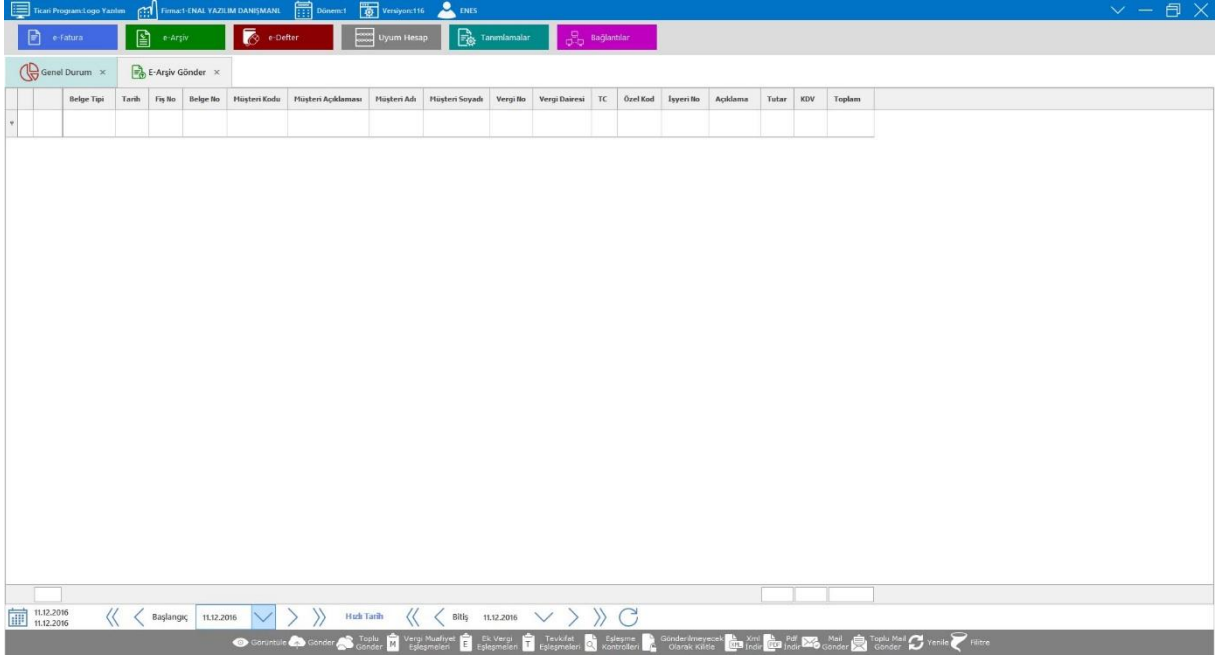 Ticari Program:Logo Yazılım Firma:1-ENAL YAZILIM DANIŞMANL Dönem:1 Versiyon:116 ENES
e-Fatura e-Arşiv e-Defter Uyum Hesap Tanımlamalar Bağlantılar
Genel Durum × E-Arşiv Gönder ×
Belge Tipi Tarih Fiş No Belge No Müşteri Kodu Müşteri Açıklaması Müşteri Adı Müşteri Soyadı Vergi No Vergi Dairesi TC Özel Kod İşyeri No Açıklama Tutar KDV Toplam
11.12.2016
11.12.2016
Başlangıç 11.12.2016 Hızlı Tarih Bitiş 11.12.2016
Görüntüle Gönder Toplu Gönder Vergi Muafiyet Eşleşmeleri Ek Vergi Eşleşmeleri Tevkifat Eşleşmeleri Eşleşme Kontrolleri Gönderilmeyecek Olarak Kilitle Xml İndir Pdf İndir Mail Gönder Toplu Mail Gönder Yenile Filitre